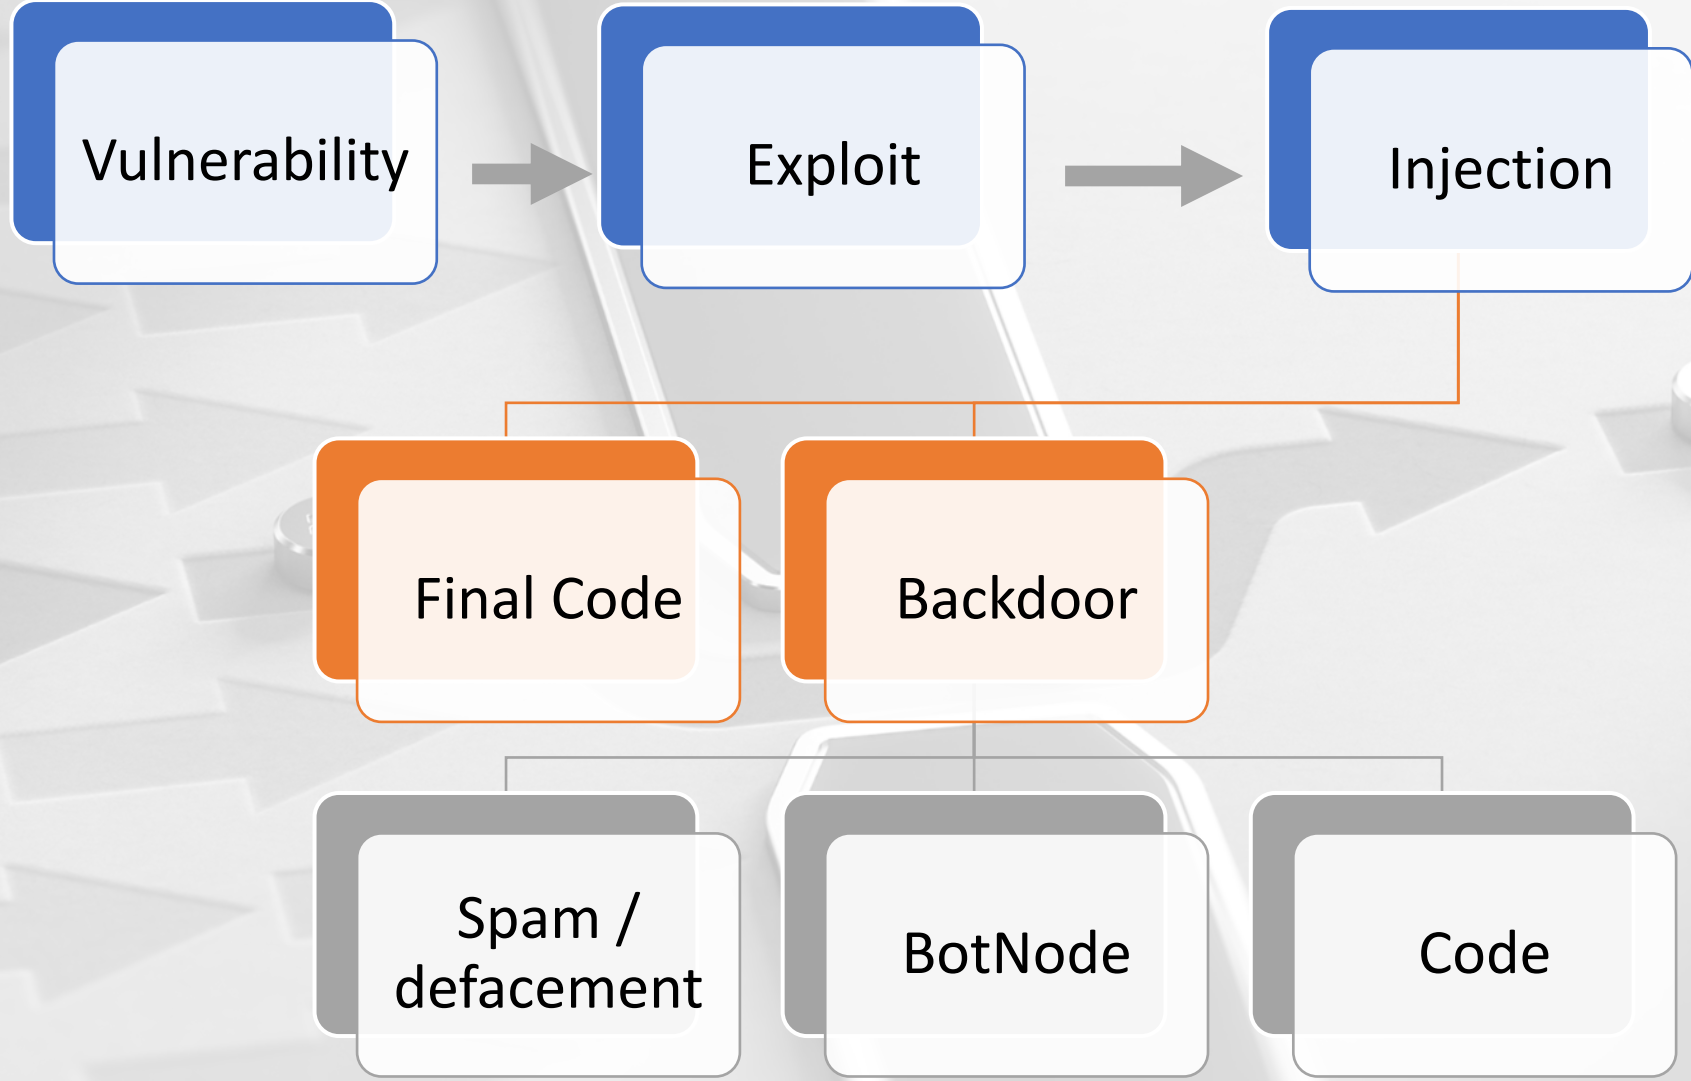 Vulnerability
Exploit
Injection
Final Code
Backdoor
Spam /
defacement
BotNode
Code